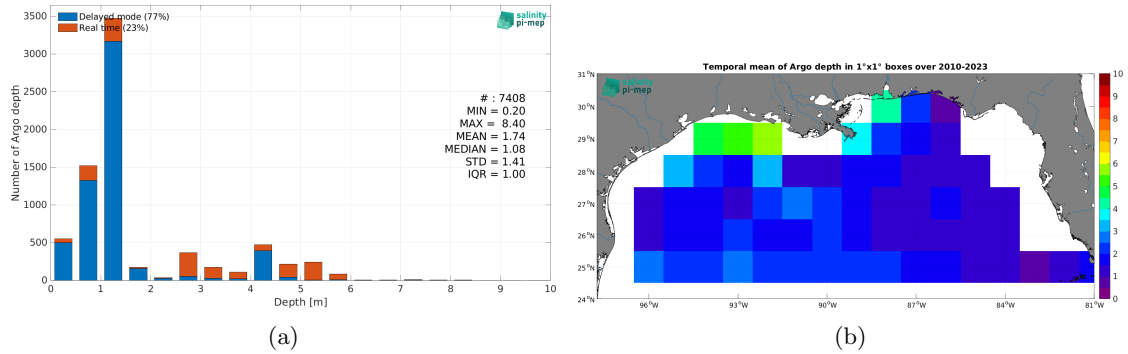 Delayed mode (77%)
Real time (23%)
salinity
pi-mep
3500
3000
2500
2000
1500
1000
500
0
Number of Argo depth
# : 7408
MIN = 0.20
MAX = 8.40
MEAN = 1.74
MEDIAN = 1.08
STD = 1.41
IQR = 1.00
0 1 2 3 4 5 6 7 8 9 10
Depth [m]
(a)
Temporal mean of Argo depth in 1°x1° boxes over 2010-2023
salinity
pi-mep
31°N
30°N
29°N
28°N
27°N
26°N
25°N
24°N
96°W 93°W 90°W 87°W 84°W 81°W
10
9
8
7
6
5
4
3
2
1
0
(b)